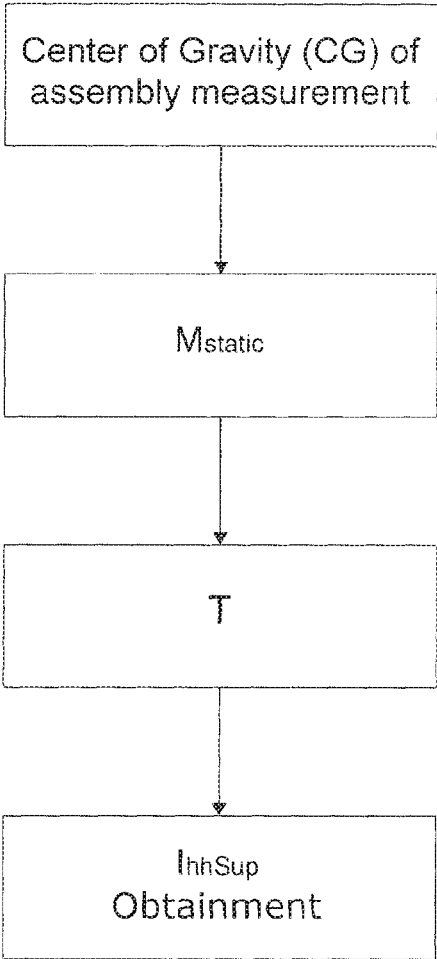 Center of Gravity (CG) of
assembly measurement
Mstatic
T
IhhSup
Obtainment